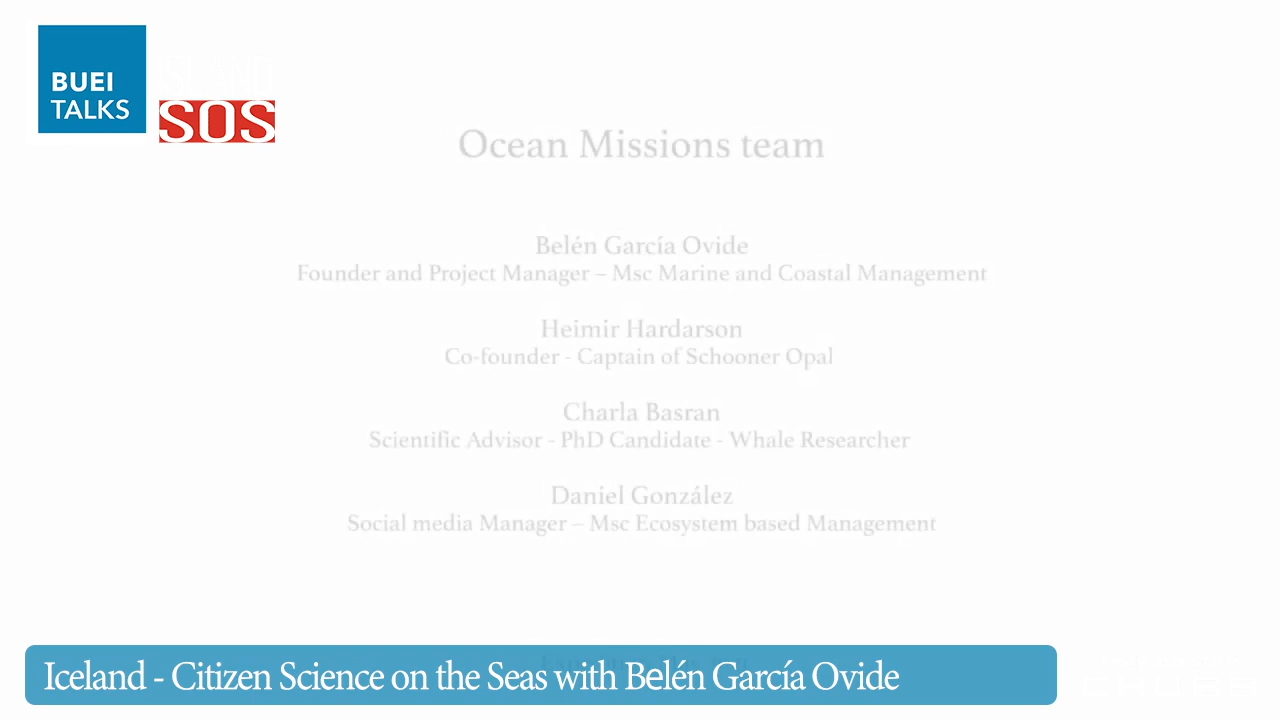 BUEI
TALKS
ISLAND
SOS
Ocean Missions team
Belén García Ovide
Founder and Project Manager – Msc Marine and Coastal Management
Heimir Hardarson
Co-founder - Captain of Schooner Opal
Charla Basran
Scientific Advisor - PhD Candidate - Whale Researcher
Daniel González
Social media Manager – Msc Ecosystem based Management
Iceland - Citizen Science on the Seas with Belén García Ovide
CHUBB